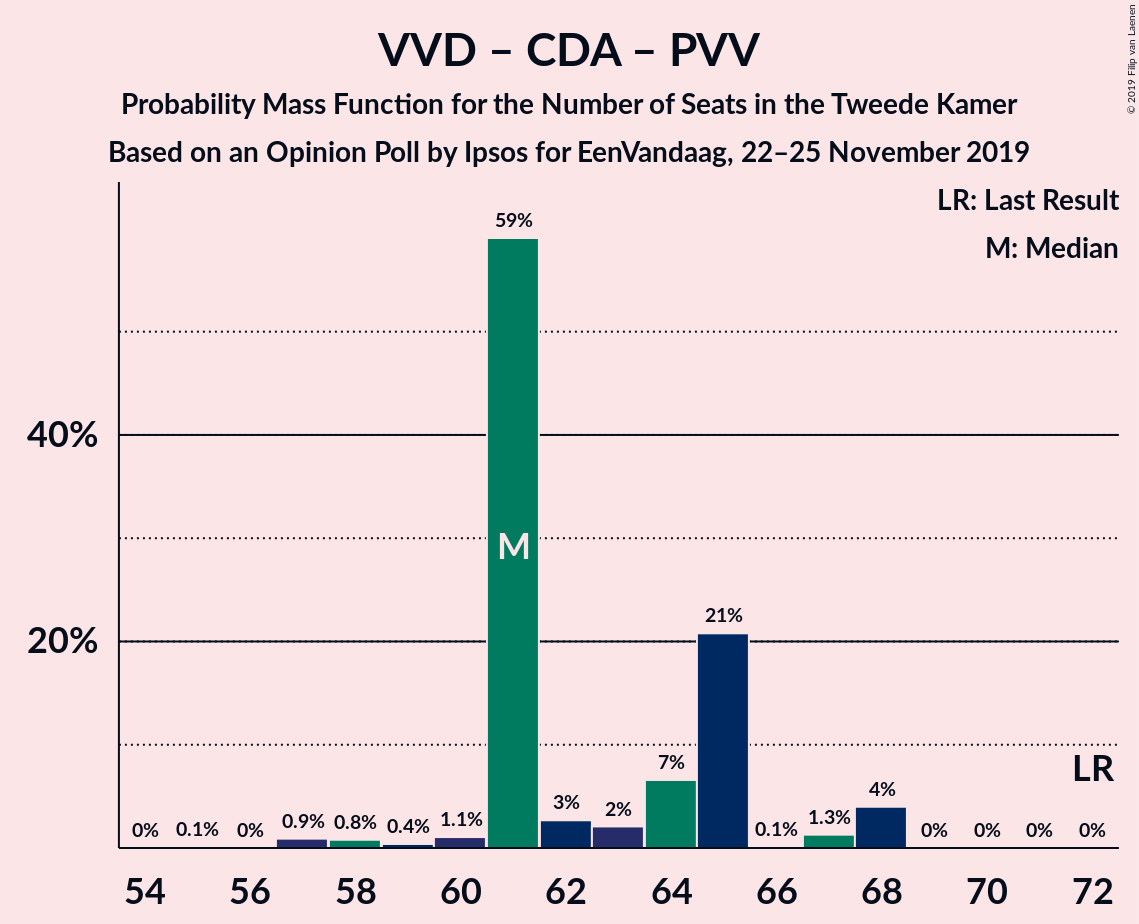 VVD – CDA – PVV
Probability Mass Function for the Number of Seats in the Tweede Kamer
Based on an Opinion Poll by Ipsos for EenVandaag, 22–25 November 2019
© 2019 Filip van Laenen
LR: Last Result
M: Median
59%
40%
M
21%
20%
7%
LR
4%
3%
2%
1.3%
1.1%
0.9%
0.8%
0.4%
0.1%
0.1%
0%
0%
0%
0%
0%
0%
54 56 58 60 62 64 66 68 70 72